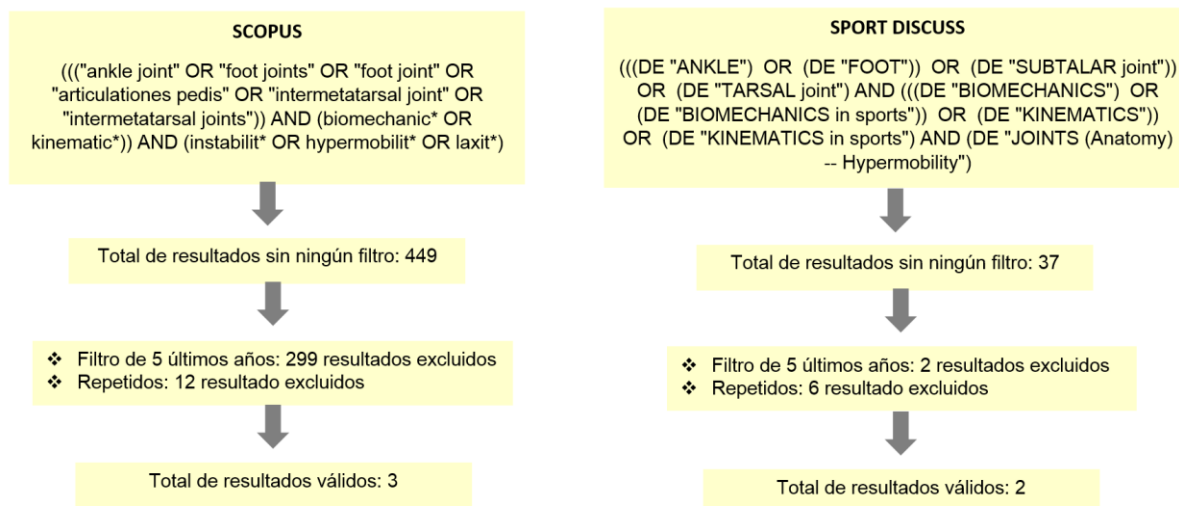 SCOPUS
((("ankle joint" OR "foot joints" OR "foot joint" OR
"articulationes pedis" OR "intermetatarsal joint" OR
"intermetatarsal joints")) AND (biomechanic* OR
kinematic*)) AND (instabilit* OR hypermobilit* OR laxit*)
Total de resultados sin ningún filtro: 449
❖ Filtro de 5 últimos años: 299 resultados excluidos
❖ Repetidos: 12 resultado excluidos
Total de resultados válidos: 3
SPORT DISCUSS
(((DE "ANKLE") OR (DE "FOOT")) OR (DE "SUBTALAR joint"))
OR (DE "TARSAL joint") AND (((DE "BIOMECHANICS") OR
(DE "BIOMECHANICS in sports")) OR (DE "KINEMATICS"))
OR (DE "KINEMATICS in sports") AND (DE "JOINTS (Anatomy)
-- Hypermobility")
Total de resultados sin ningún filtro: 37
❖ Filtro de 5 últimos años: 2 resultados excluidos
❖ Repetidos: 6 resultado excluidos
Total de resultados válidos: 2